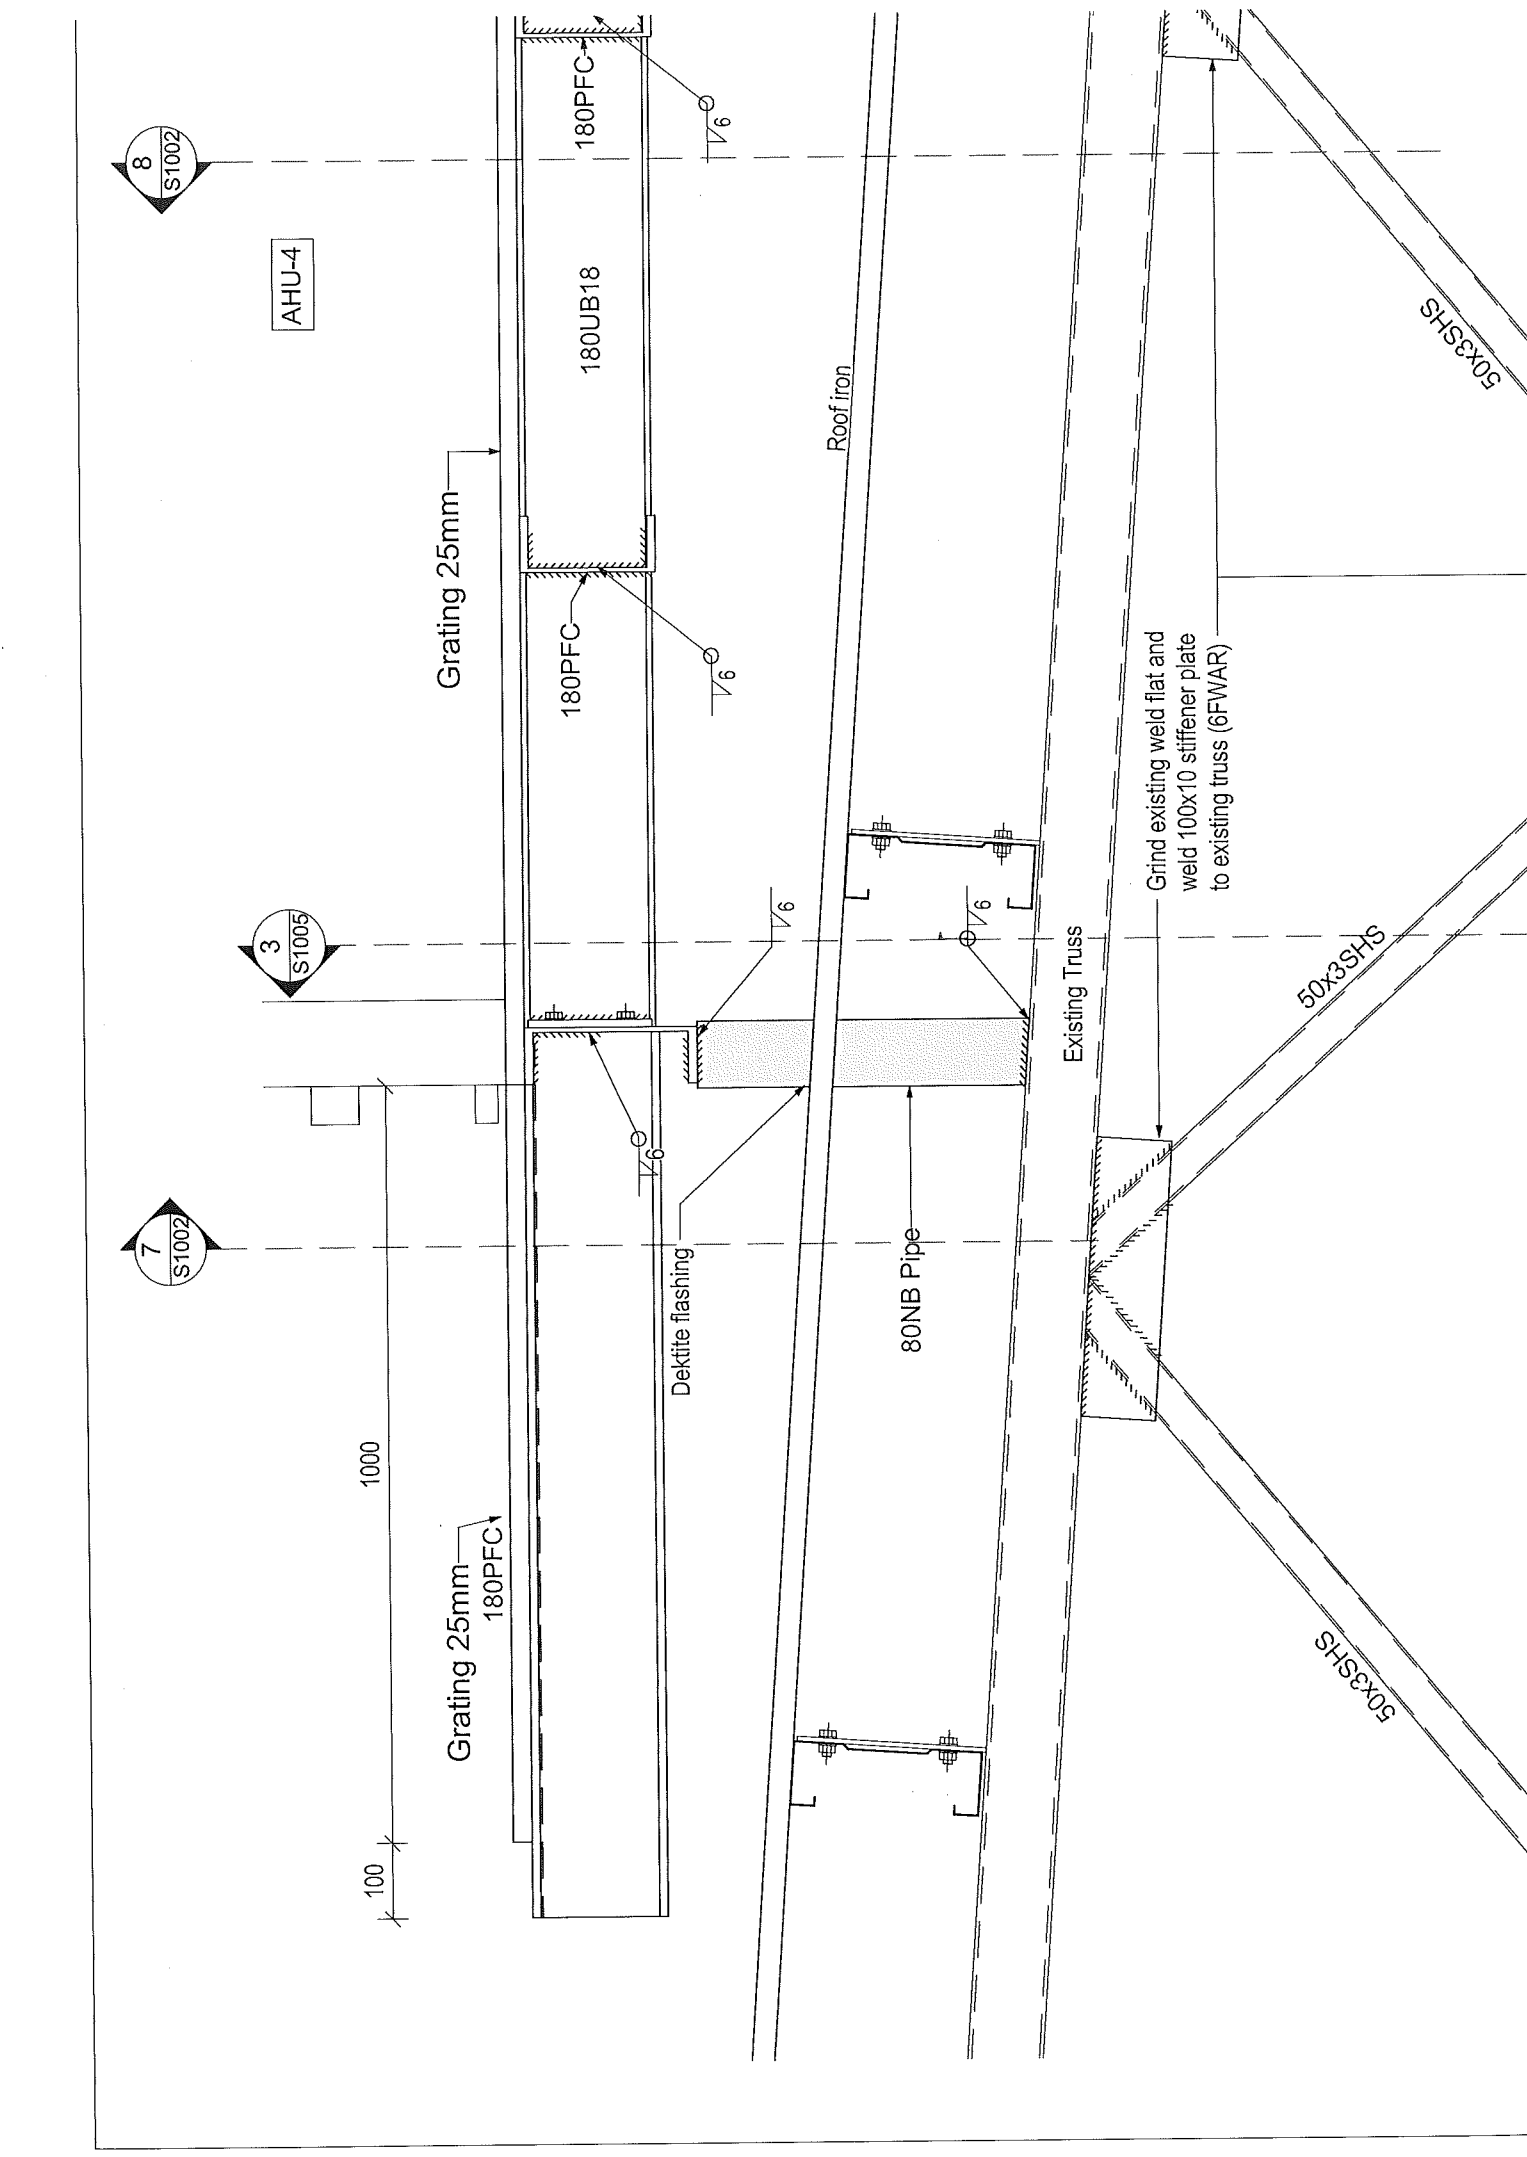 8
S1002
AHU-4
3
S1005
7
S1002
1000
100
Grating 25mm
180PFC
Grating 25mm
180PFC
180UB18
180PFC
6
6
6
6
6
Dektite flashing
Roof iron
80NB Pipe
Existing Truss
Grind existing weld flat and
weld 100x10 stiffener plate
to existing truss (6FWAR)
50x3SHS
50x3SHS
50x3SHS